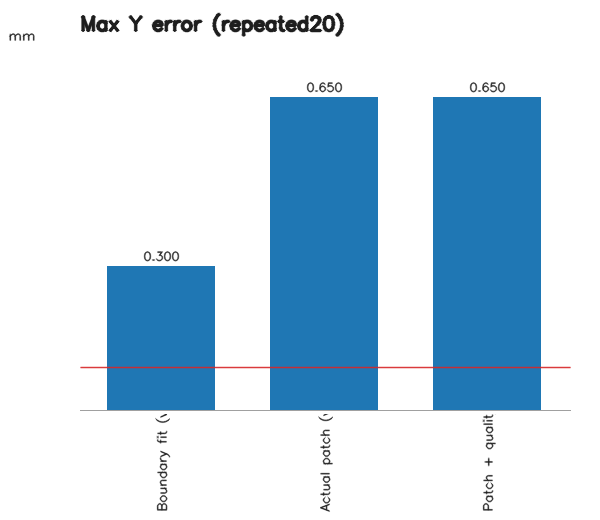 Max Y error (repeated20)
mm
0.650
0.650
0.300
Boundary fit (
Actual patch (
Patch + qualit